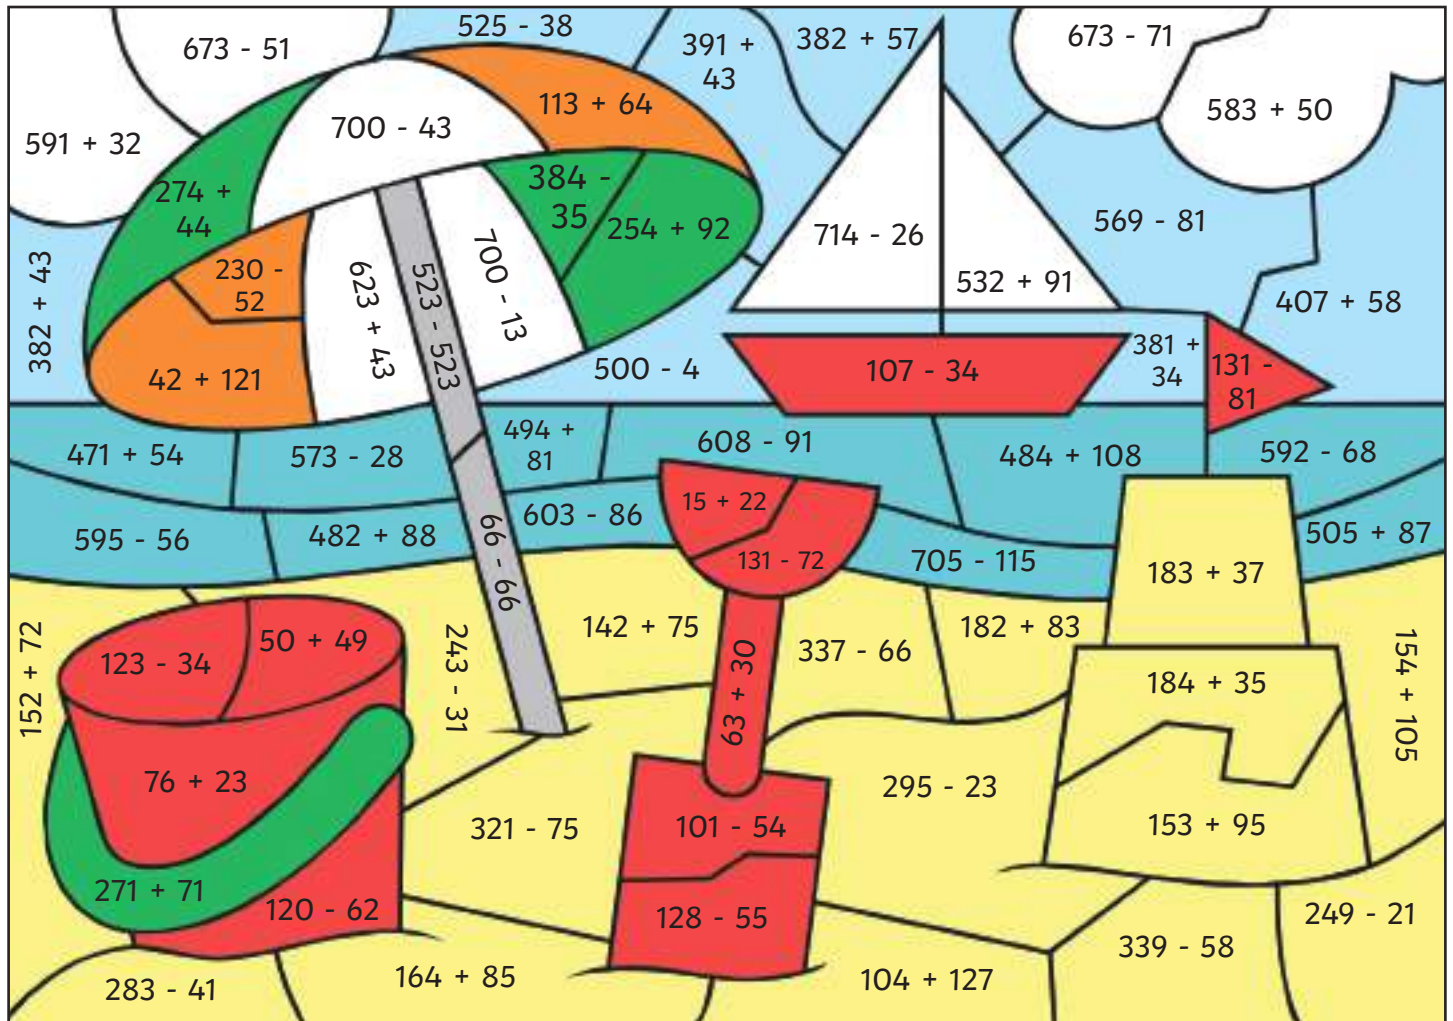 525 - 38
673 - 51
391 +
43
382 + 57
673 - 71
113 + 64
583 + 50
700 - 43
591 + 32
274 +
44
384 -
35
254 + 92
714 - 26
569 - 81
230 -
52
623 + 43
523 - 523
700 - 13
532 + 91
407 + 58
382 + 43
42 + 121
500 - 4
107 - 34
381 +
34
131 -
81
471 + 54
573 - 28
494 +
81
608 - 91
484 + 108
592 - 68
595 - 56
482 + 88
603 - 86
15 + 22
131 - 72
705 - 115
505 + 87
66 - 66
183 + 37
152 + 72
123 - 34
50 + 49
243 - 31
142 + 75
63 + 30
337 - 66
182 + 83
184 + 35
154 + 105
76 + 23
321 - 75
101 - 54
295 - 23
153 + 95
271 + 71
120 - 62
128 - 55
249 - 21
339 - 58
283 - 41
164 + 85
104 + 127